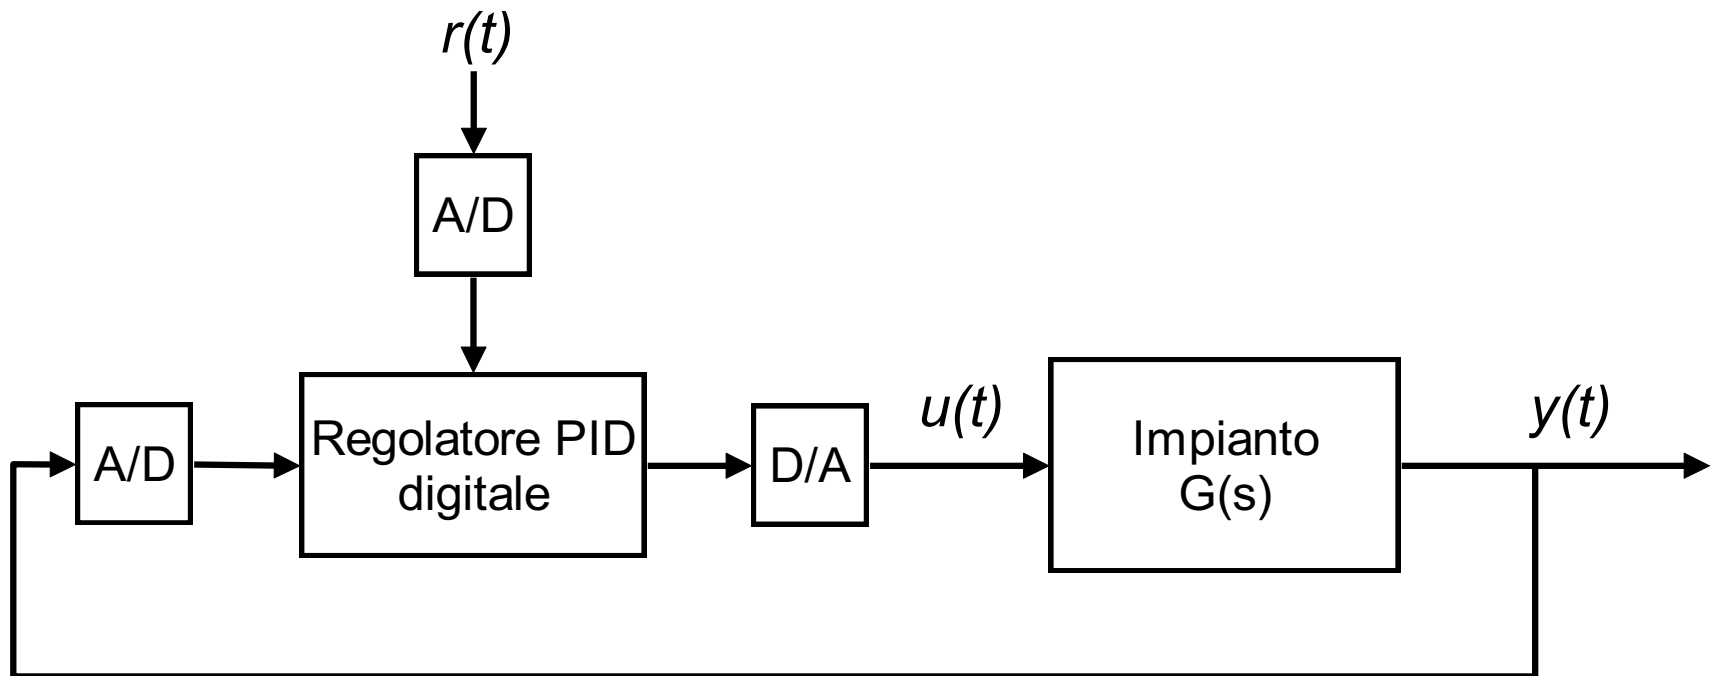 r(t)
A/D
A/D
Regolatore PID
digitale
D/A
u(t)
Impianto
G(s)
y(t)